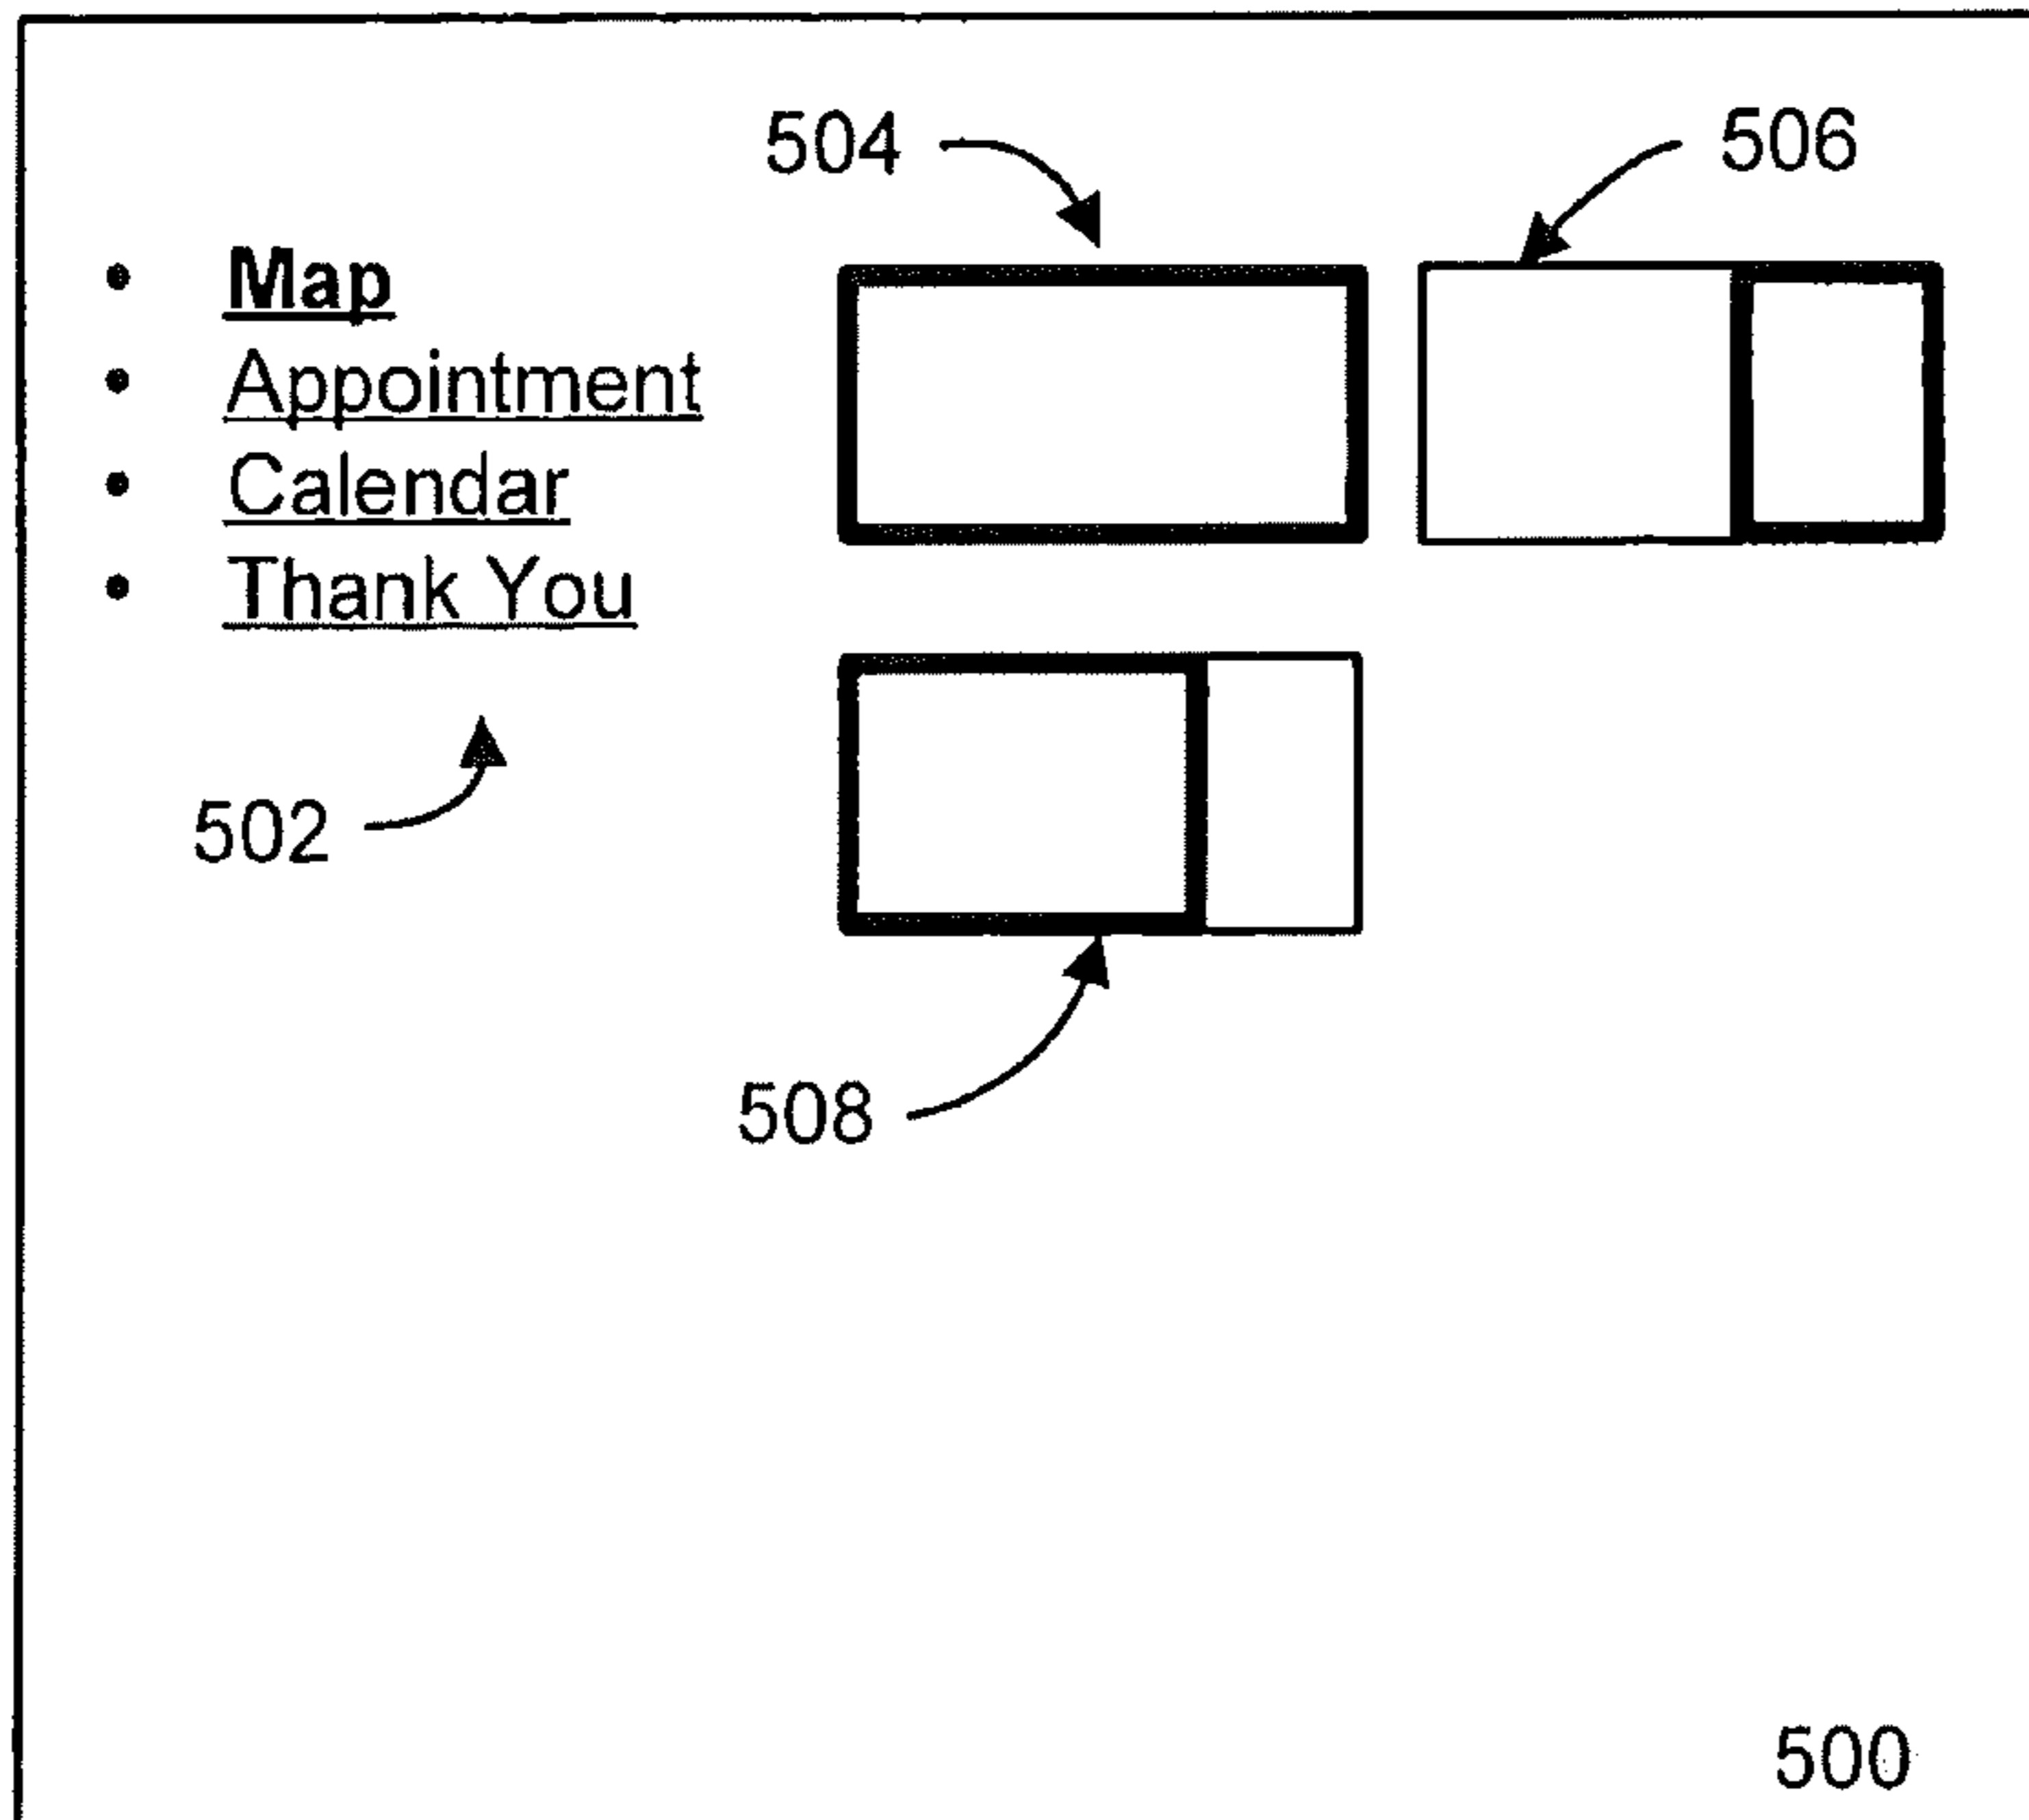 504
506
• Map
• Appointment
• Calendar
• Thank You
502
508
500